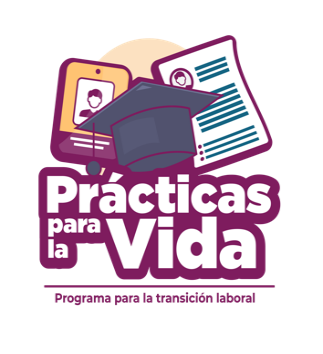 Prácticas
para
la
Vida
Programa para la transición laboral